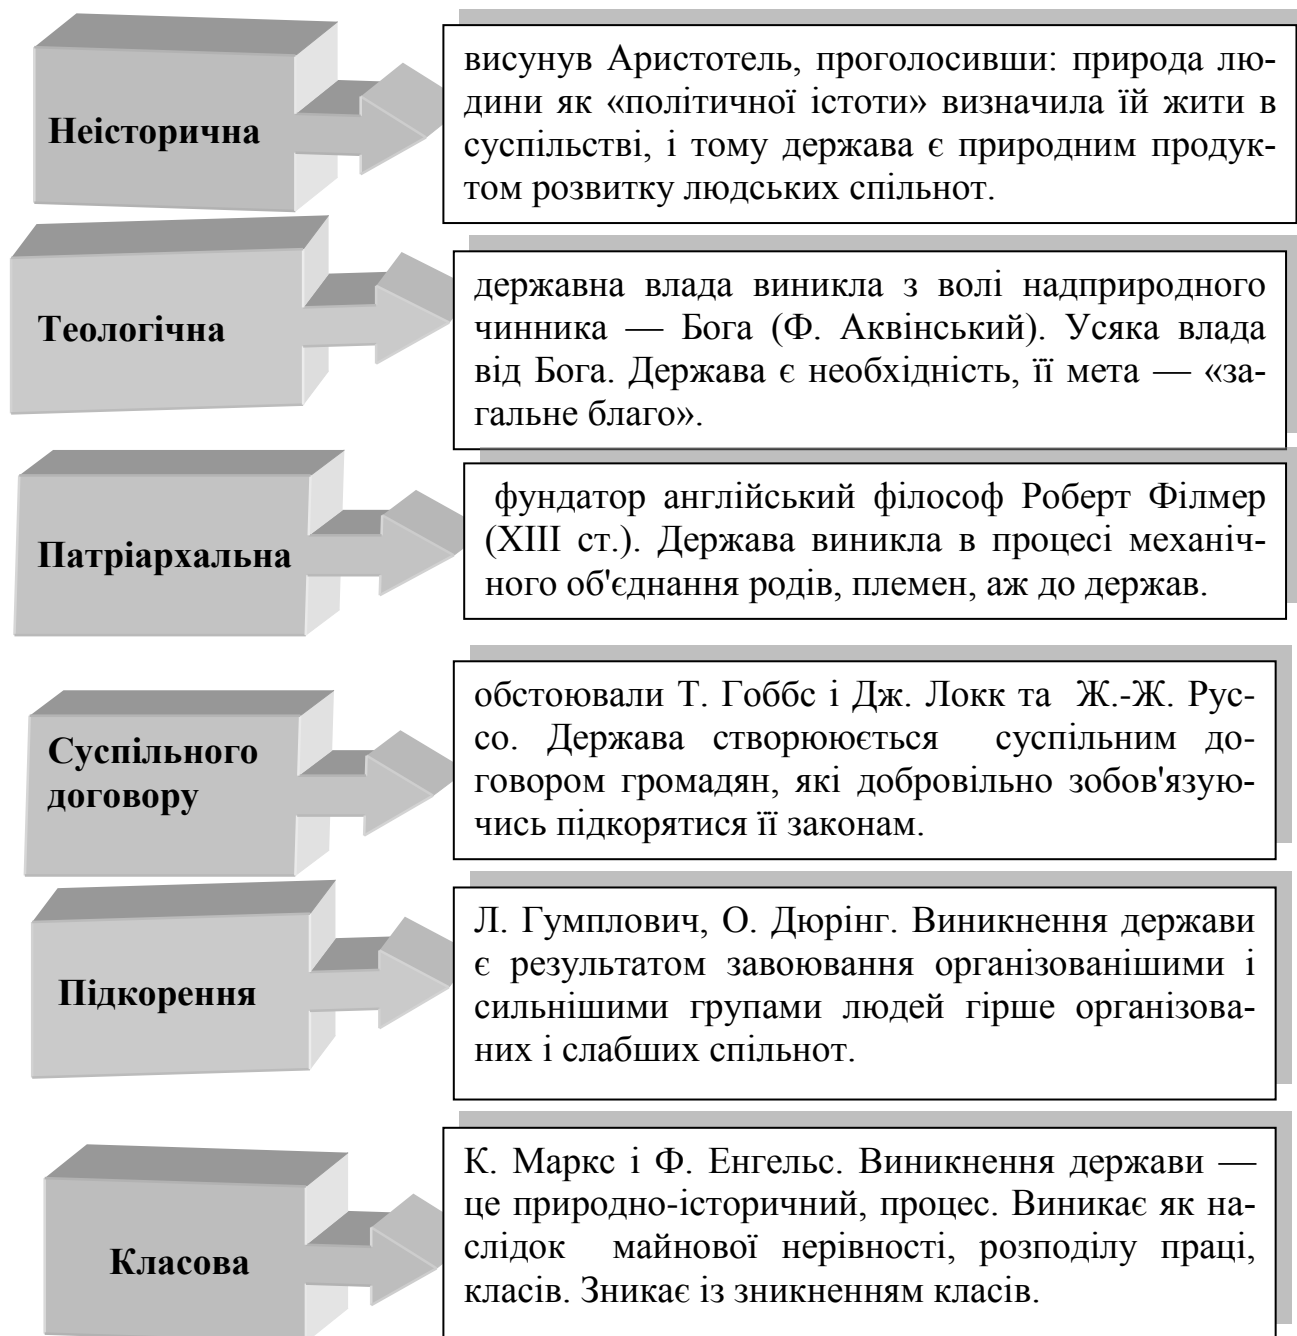 Неісторична
висунув Аристотель, проголосивши: природа лю-
дини як «політичної істоти» визначила їй жити в
суспільстві, і тому держава є природним продук-
том розвитку людських спільнот.
Теологічна
державна влада виникла з волі надприродного
чинника — Бога (Ф. Аквінський). Усяка влада
від Бога. Держава є необхідність, її мета — «за-
гальне благо».
Патріархальна
фундатор англійський філософ Роберт Філмер
(XIII ст.). Держава виникла в процесі механіч-
ного об'єднання родів, племен, аж до держав.
Суспільного
договору
обстоювали Т. Гоббс і Дж. Локк та Ж.-Ж. Рус-
со. Держава створюється суспільним до-
говором громадян, які добровільно зобов'язую-
чись підкорятися її законам.
Підкорення
Л. Гумплович, О. Дюрінг. Виникнення держави
є результатом завоювання організованішими і
сильнішими групами людей гірше організова-
них і слабших спільнот.
Класова
К. Маркс і Ф. Енгельс. Виникнення держави —
це природно-історичний, процес. Виникає як на-
слідок майнової нерівності, розподілу праці,
класів. Зникає із зникненням класів.